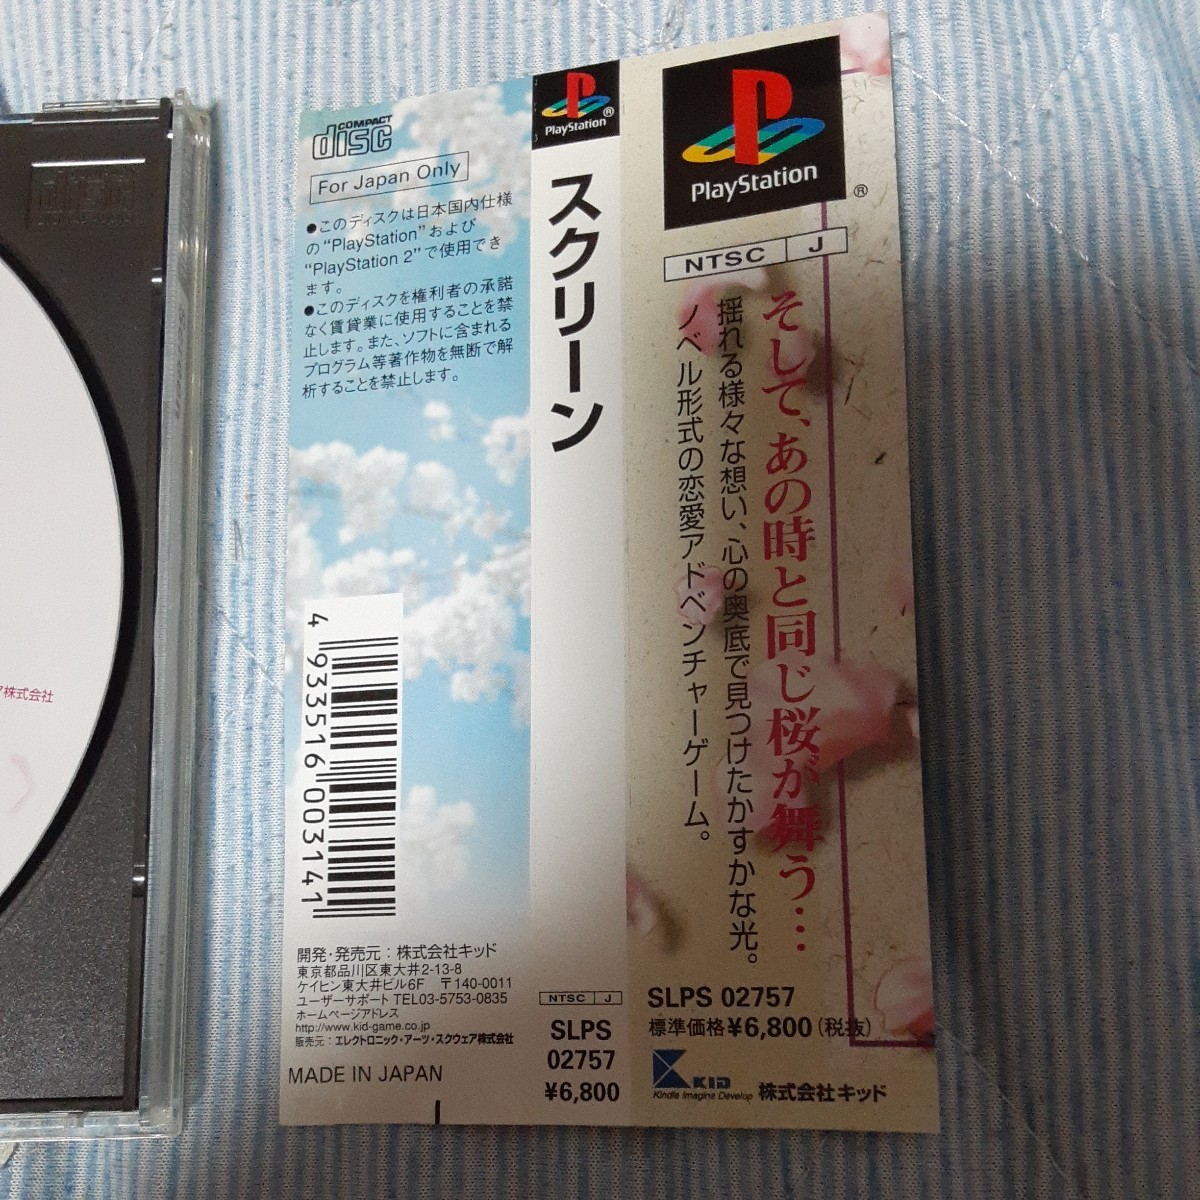 COMPACT
disc
For Japan Only
●このディスクは日本国内仕様
の“PlayStation”および
“PlayStation 2”で使用でき
ます。
●このディスクを権利者の承諾
なく賃貸業に使用することを禁
止します。また、ソフトに含まれる
プログラム等著作物を無断で解
析することを禁止します。
4 933516 003141
開発・発売元：株式会社キッド
東京都品川区東大井2-13-8
ケイヒン東大井ビル6F 〒140-0011
ユーザーサポート TEL03-5753-0835
ホームページアドレス
http://www.kid-game.co.jp
販売元：エレクトロニック・アーツ・スクウェア株式会社
MADE IN JAPAN
PlayStation®
スクリーン
NTSC J
SLPS
02757
¥6,800
PlayStation®
NTSC J
そして、あの時と同じ桜が舞う…
揺れる様々な想い、心の奥底で見つけたかすかな光。
ノベル形式の恋愛アドベンチャーゲーム。
SLPS 02757
標準価格¥6,800（税抜）
KID
Kindle Imagine Develop
株式会社キッド
株式会社